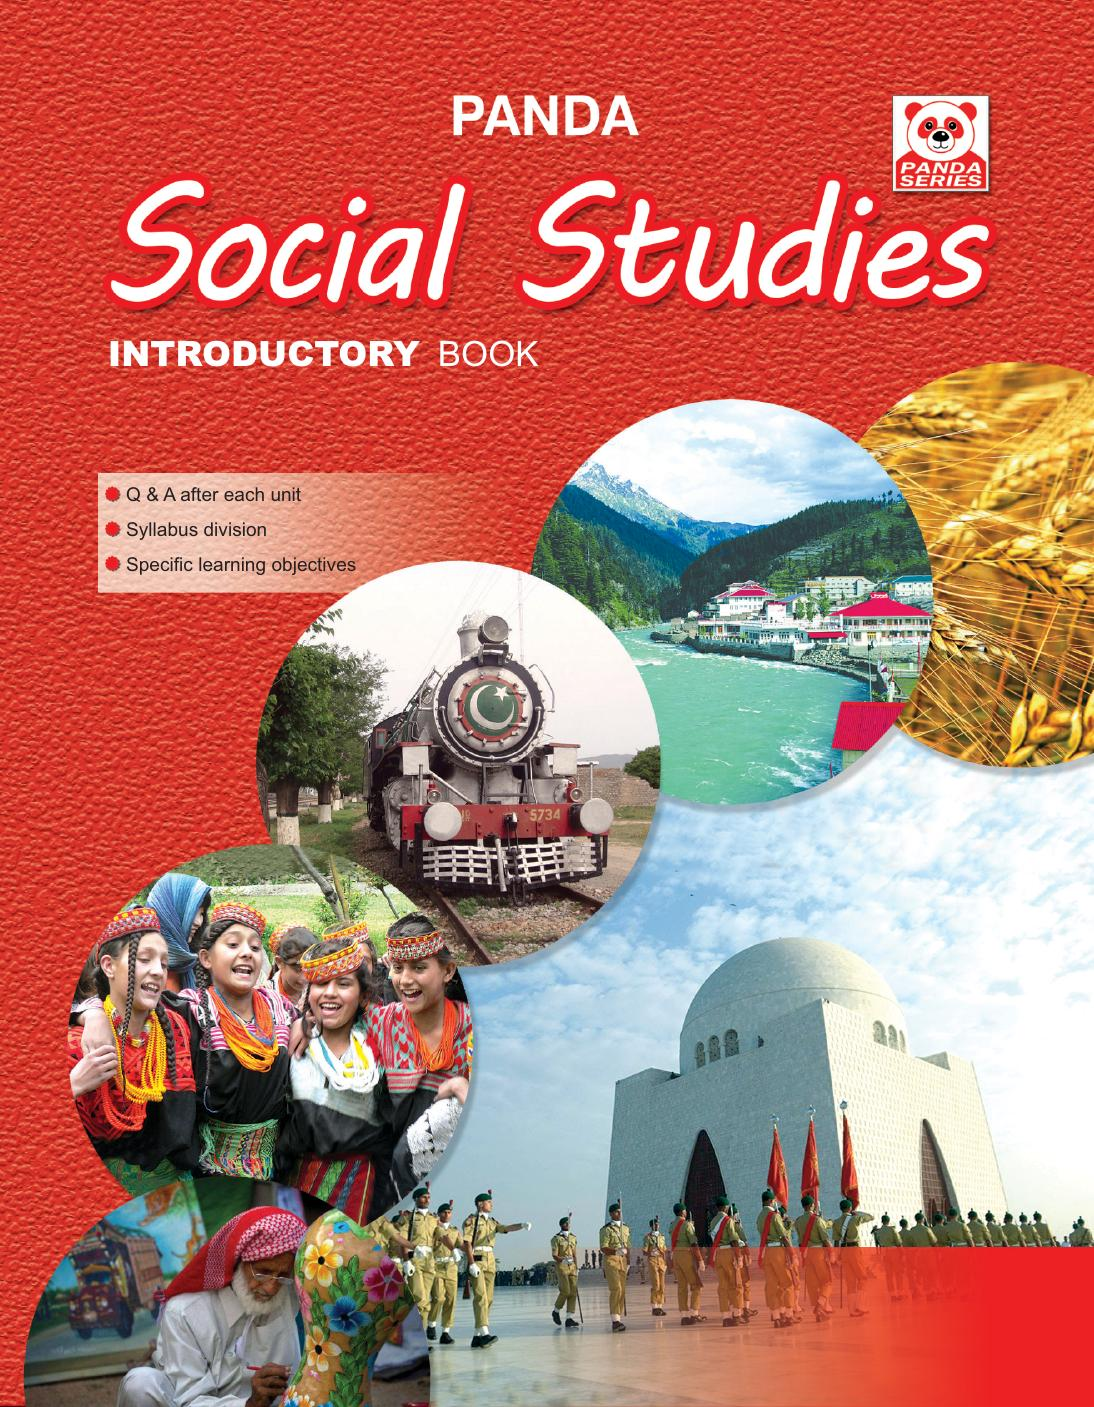 PANDA
PANDA
SERIES
Social Studies
INTRODUCTORY BOOK
Q & A after each unit
Syllabus division
Specific learning objectives
5734